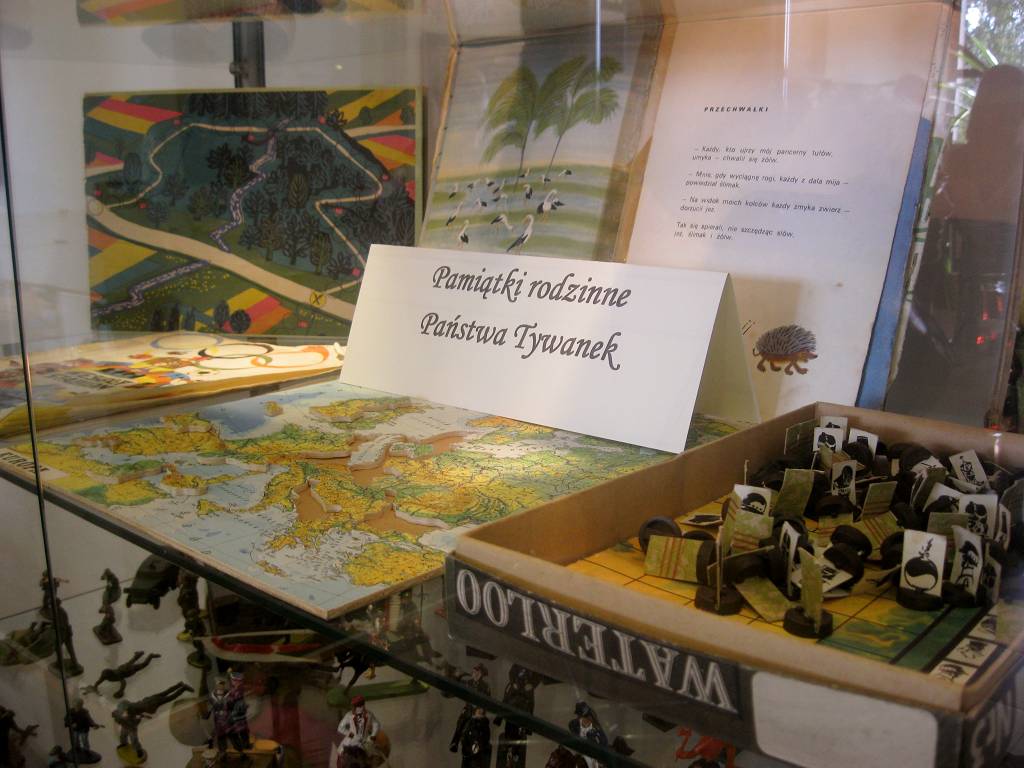 PRZECHWAŁKI
– Każdy, kto ujrzy mój pancerny tułów,
umyka – chwalił się żółw.
– Mnie, gdy wyciągnę rogi, każdy z dala mija –
powiedział ślimak.
– Na widok moich kolców każdy zmyka zwierz –
dorzucił jeż.
Tak się spierali, nie szczędząc słów,
jeż, ślimak i żółw.
Pamiątki rodzinne
Państwa Tywanek
WATERLOO